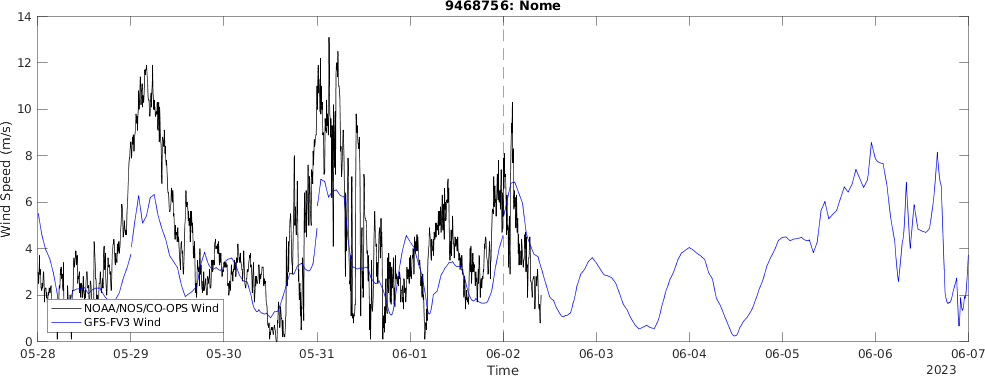 9468756: Nome
14
12
10
8
6
4
2
0
Wind Speed (m/s)
NOAA/NOS/CO-OPS Wind
GFS-FV3 Wind
05-28 05-29 05-30 05-31 06-01 06-02 06-03 06-04 06-05 06-06 06-07
Time
2023